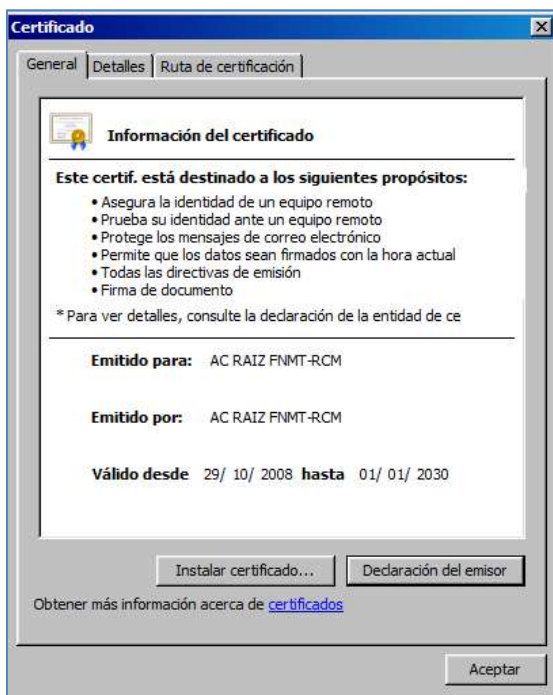 Certificado
General Detalles Ruta de certificación
Información del certificado
Este certif. está destinado a los siguientes propósitos:
• Asegura la identidad de un equipo remoto
• Prueba su identidad ante un equipo remoto
• Protege los mensajes de correo electrónico
• Permite que los datos sean firmados con la hora actual
• Todas las directivas de emisión
• Firma de documento
* Para ver detalles, consulte la declaración de la entidad de ce
Emitido para: AC RAIZ FNMT-RCM
Emitido por: AC RAIZ FNMT-RCM
Válido desde 29/ 10/ 2008 hasta 01/ 01/ 2030
Instalar certificado... Declaración del emisor
Obtener más información acerca de certificados
Aceptar